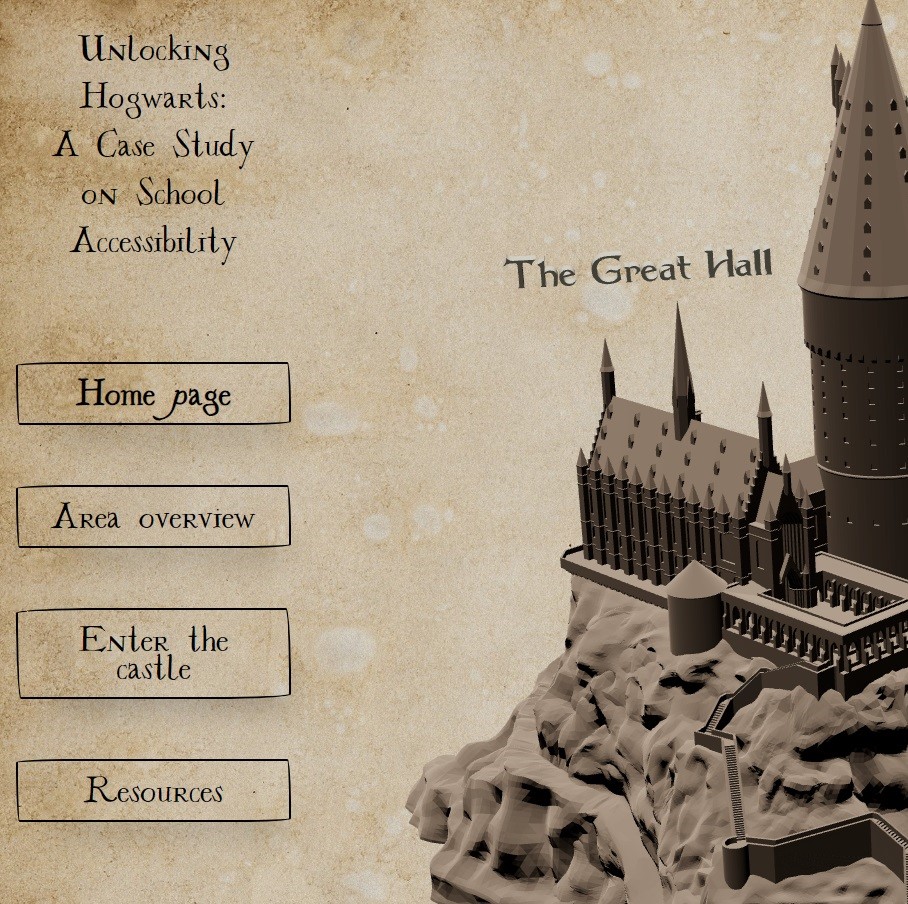 Unlocking
Hogwarts:
A Case Study
on School
Accessibility
The Great Hall
Home page
Area overview
Enter the
castle
Resources